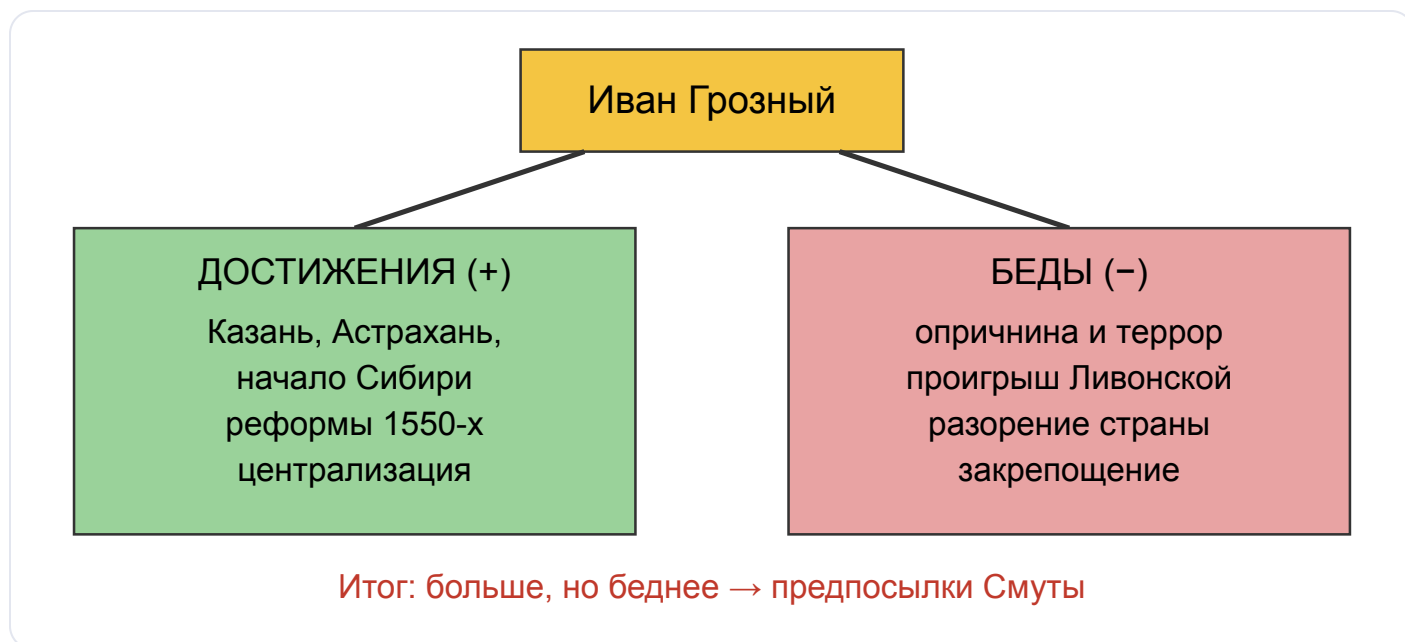 Иван Грозный
ДОСТИЖЕНИЯ (+)
Казань, Астрахань,
начало Сибири
реформы 1550-х
централизация
БЕДЫ (−)
опричнина и террор
проигрыш Ливонской
разорение страны
закрепощение
Итог: больше, но беднее → предпосылки Смуты